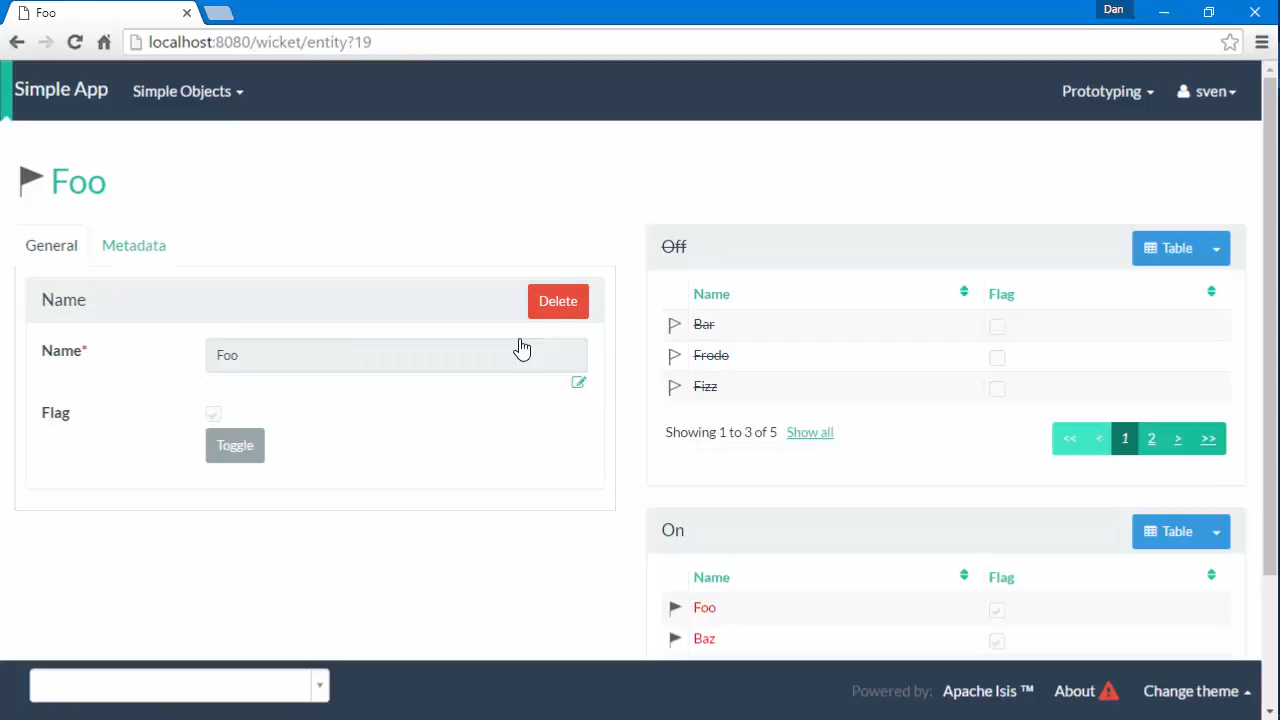 Foo
Dan
localhost:8080/wicket/entity?19
Simple App
Simple Objects
Prototyping
sven
Foo
General
Metadata
Name
Delete
Name*
Foo
Flag
Toggle
Off
Table
Name
Flag
Bar
Frodo
Fizz
Showing 1 to 3 of 5 Show all
<< < 1 2 > >>
On
Table
Name
Flag
Foo
Baz
Powered by: Apache Isis ™
About
Change theme